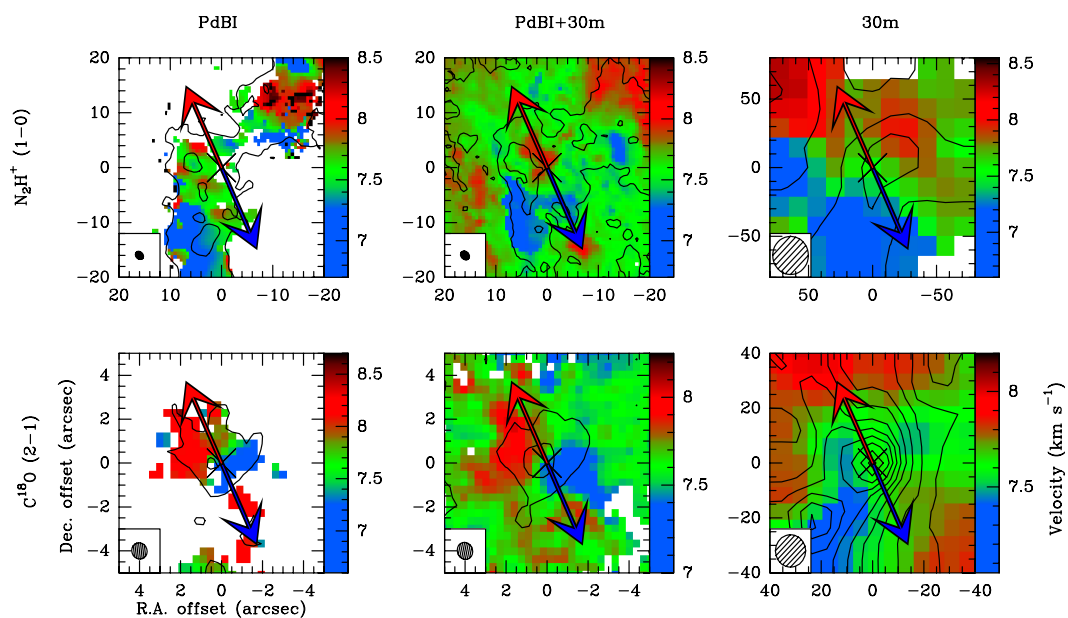 PdBI PdBI+30m 30m
N₂H⁺ (1−0)
20 10 0 −10 −20
20 10 0 −10 −20
8.5 8 7.5 7
20 10 0 −10 −20
20 10 0 −10 −20
8.5 8 7.5 7
50 0 −50
50 0 −50
8.5 8 7.5 7
C¹⁸O (2−1)
Dec. offset (arcsec)
4 2 0 −2 −4
4 2 0 −2 −4
R.A. offset (arcsec)
8.5 8 7.5 7
4 2 0 −2 −4
4 2 0 −2 −4
8 7.5 7
40 20 0 −20 −40
40 20 0 −20 −40
8 7.5
Velocity (km s⁻¹)